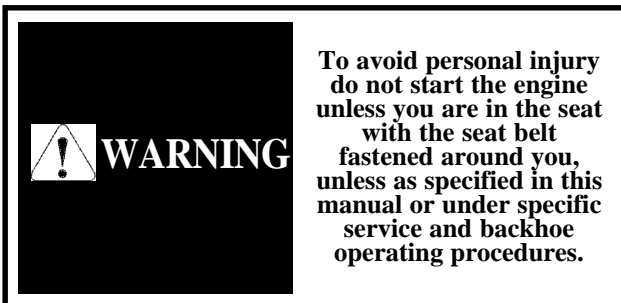 WARNING
To avoid personal injury
do not start the engine
unless you are in the seat
with the seat belt
fastened around you,
unless as specified in this
manual or under specific
service and backhoe
operating procedures.